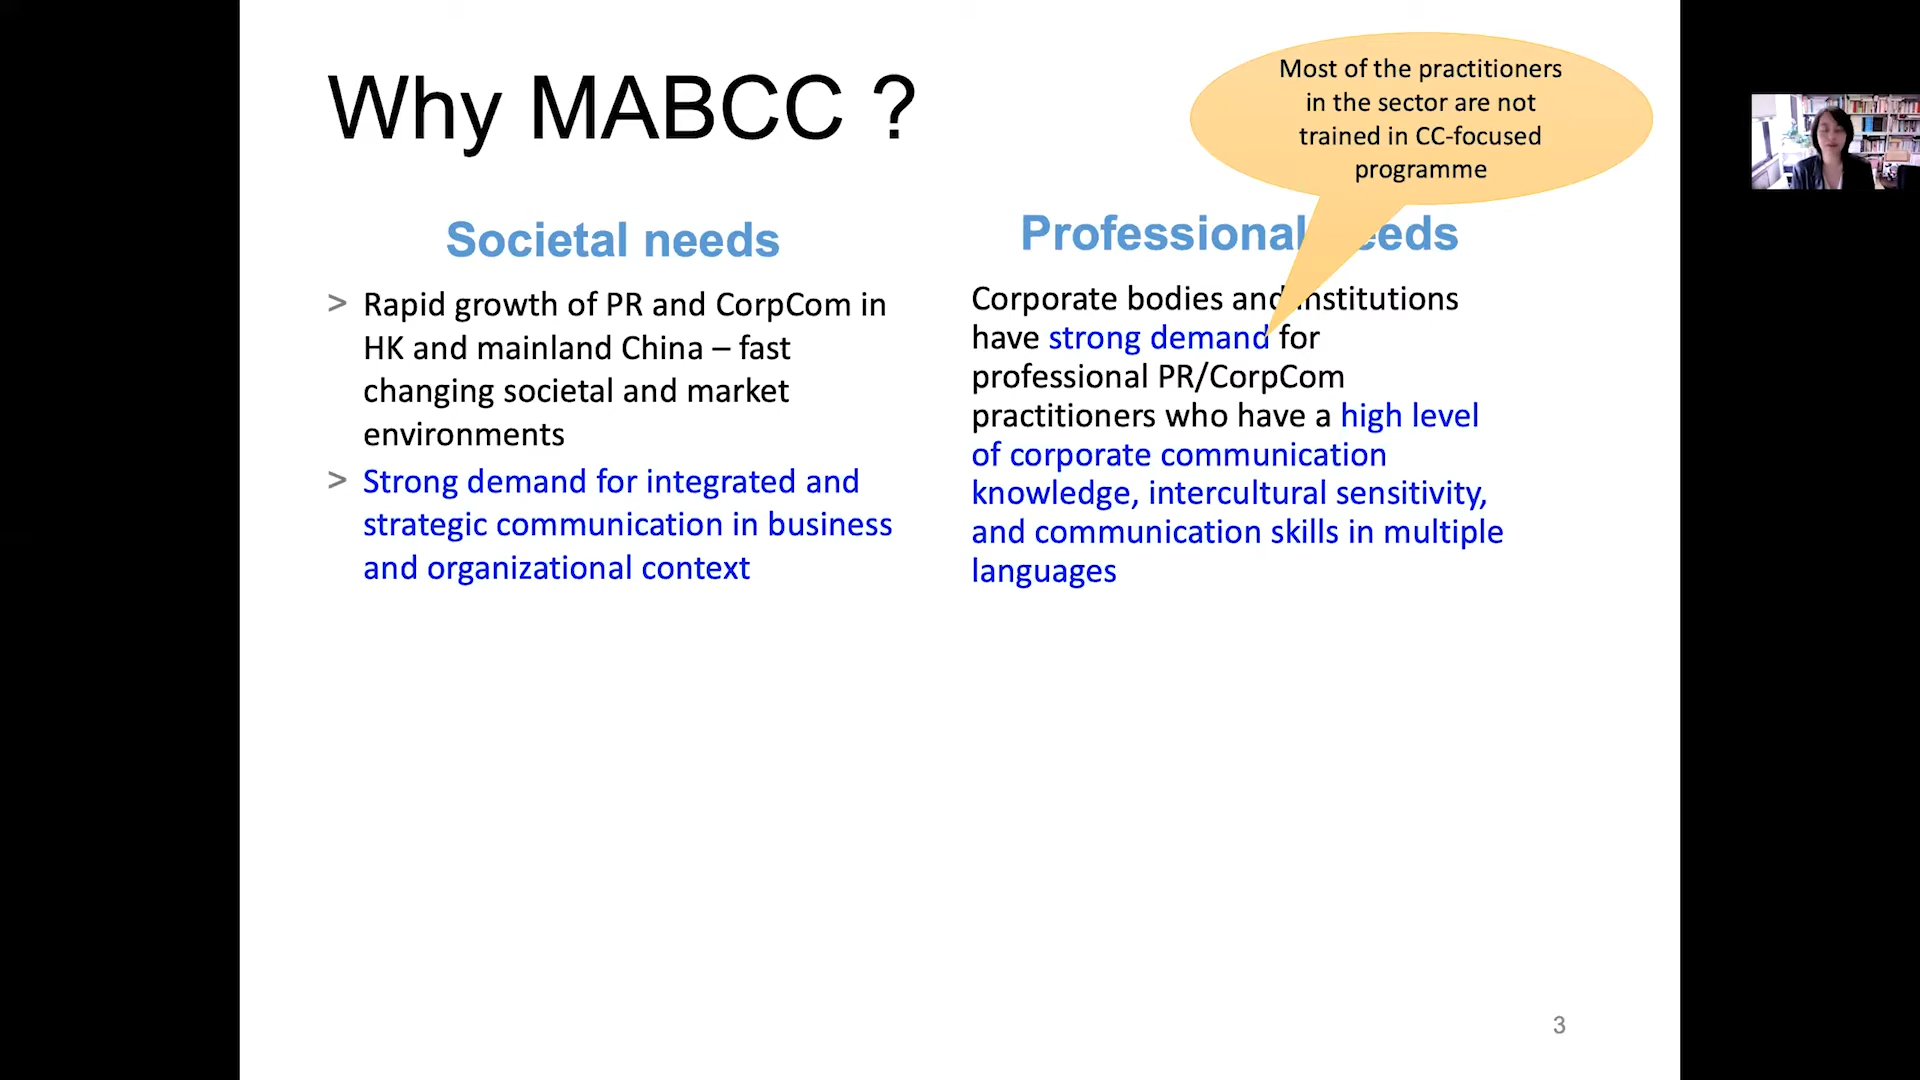 Why MABCC ?
Most of the practitioners
in the sector are not
trained in CC-focused
programme
Societal needs
> Rapid growth of PR and CorpCom in
HK and mainland China – fast
changing societal and market
environments
> Strong demand for integrated and
strategic communication in business
and organizational context
Professional needs
Corporate bodies and institutions
have strong demand for
professional PR/CorpCom
practitioners who have a high level
of corporate communication
knowledge, intercultural sensitivity,
and communication skills in multiple
languages
3